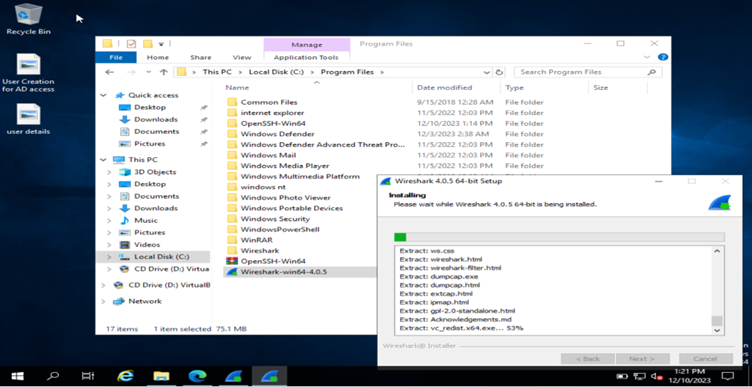 Recycle Bin
User Creation
for AD access
user details
Manage
Program Files
File
Home
Share
View
Application Tools
This PC
Local Disk (C:)
Program Files
Search Program Files
Name
Date modified
Type
Size
Quick access
Desktop
Downloads
Documents
Pictures
This PC
3D Objects
Desktop
Documents
Downloads
Music
Pictures
Videos
Local Disk (C:)
CD Drive (D:) Virtua
CD Drive (D:) VirtualB
Network
Common Files 9/15/2018 12:28 AM File folder
internet explorer 11/5/2022 12:03 PM File folder
OpenSSH-Win64 12/10/2023 1:14 PM File folder
Windows Defender 12/3/2023 2:38 AM File folder
Windows Defender Advanced Threat Pro... 11/5/2022 12:03 PM File folder
Windows Mail 11/5/2022 12:03 PM File folder
Windows Media Player 11/5/2022 12:03 PM File folder
Windows Multimedia Platform 11/5/2022 12:03 PM File folder
windows nt
Windows Photo Viewer
Windows Portable Devices
Windows Security
WindowsPowerShell
WinRAR
Wireshark
OpenSSH-Win64
Wireshark-win64-4.0.5
17 items 1 item selected 75.1 MB
Wireshark 4.0.5 64-bit Setup
Installing
Please wait while Wireshark 4.0.5 64-bit is being installed.
Extract: ws.css
Extract: wireshark.html
Extract: wireshark-filter.html
Extract: dumpcap.exe
Extract: dumpcap.html
Extract: extcap.html
Extract: ipmap.html
Extract: gpl-2.0-standalone.html
Extract: Acknowledgements.md
Extract: vc_redist.x64.exe... 53%
Wireshark® Installer
< Back
Next >
Cancel
1:21 PM
12/10/2023